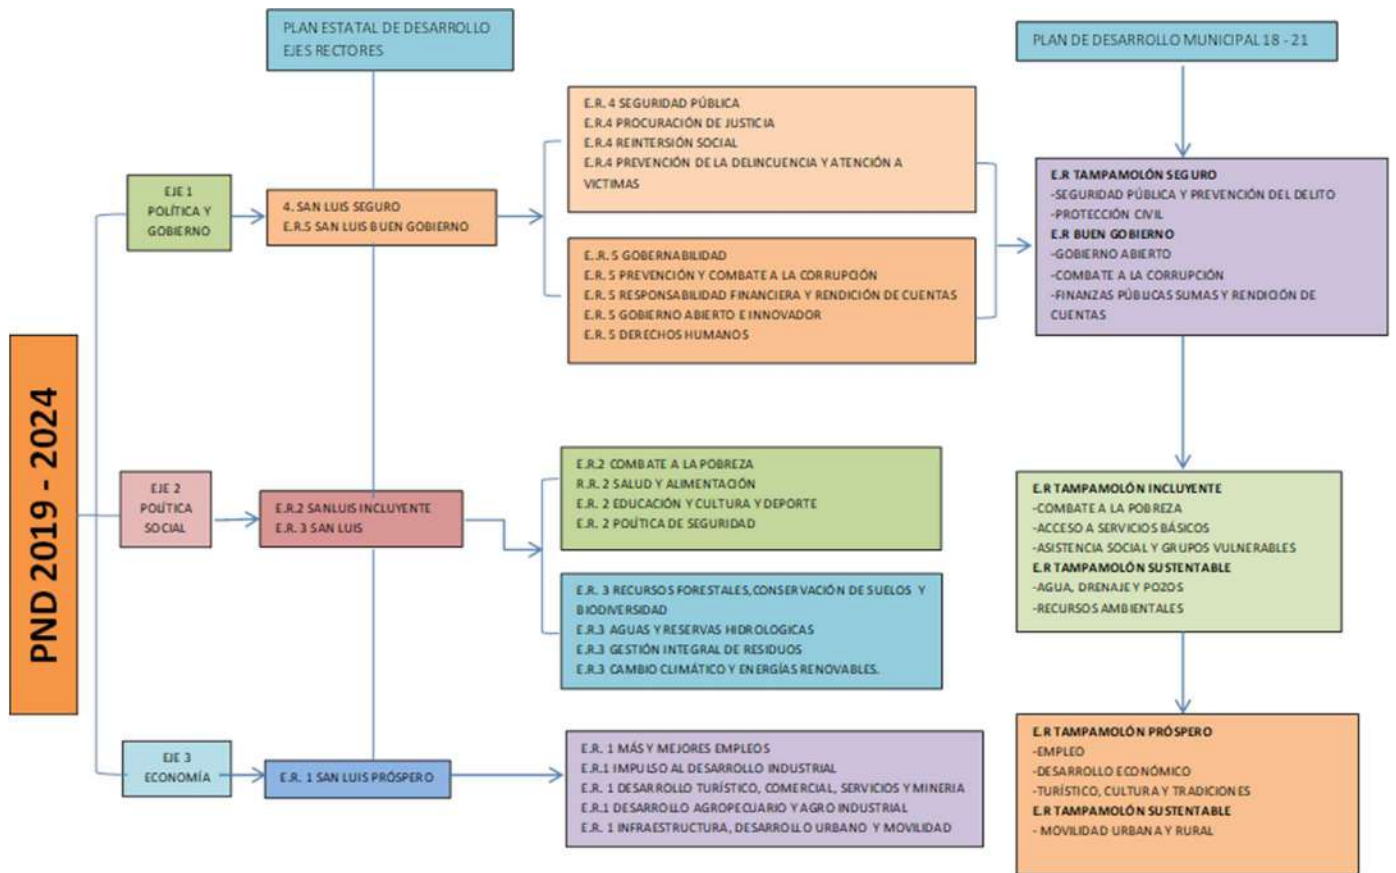 PLAN ESTATAL DE DESARROLLO
EJES RECTORES
PLAN DE DESARROLLO MUNICIPAL 18 - 21
PND 2019 - 2024
EJE 1
POLÍTICA Y
GOBIERNO
4. SAN LUIS SEGURO
E.R.5 SAN LUIS BUEN GOBIERNO
E.R. 4 SEGURIDAD PÚBLICA
E.R.4 PROCURACIÓN DE JUSTICIA
E.R.4 REINTERSIÓN SOCIAL
E.R.4 PREVENCIÓN DE LA DELINCUENCIA Y ATENCIÓN A
VICTIMAS
E..R. 5 GOBERNABILIDAD
E.R. 5 PREVENCIÓN Y COMBATE A LA CORRUPCIÓN
E.R. 5 RESPONSABILIDAD FINANCIERA Y RENDICIÓN DE CUENTAS
E.R. 5 GOBIERNO ABIERTO E INNOVADOR
E.R. 5 DERECHOS HUMANOS
E.R TAMPAMOLÓN SEGURO
-SEGURIDAD PÚBLICA Y PREVENCIÓN DEL DELITO
-PROTECCIÓN CIVIL
E.R BUEN GOBIERNO
-GOBIERNO ABIERTO
-COMBATE A LA CORRUPCIÓN
-FINANZAS PÚBLICAS SUMAS Y RENDICIÓN DE
CUENTAS
EJE 2
POLÍTICA
SOCIAL
E.R.2 SANLUIS INCLUYENTE
E.R. 3 SAN LUIS
E.R.2 COMBATE A LA POBREZA
R.R. 2 SALUD Y ALIMENTACIÓN
E.R. 2 EDUCACIÓN Y CULTURA Y DEPORTE
E.R. 2 POLÍTICA DE SEGURIDAD
E.R. 3 RECURSOS FORESTALES,CONSERVACIÓN DE SUELOS Y
BIODIVERSIDAD
E.R.3 AGUAS Y RESERVAS HIDROLOGICAS
E.R.3 GESTIÓN INTEGRAL DE RESIDUOS
E.R.3 CAMBIO CLIMÁTICO Y ENERGÍAS RENOVABLES.
E.R TAMPAMOLÓN INCLUYENTE
-COMBATE A LA POBREZA
-ACCESO A SERVICIOS BÁSICOS
-ASISTENCIA SOCIAL Y GRUPOS VULNERABLES
E.R TAMPAMOLÓN SUSTENTABLE
-AGUA, DRENAJE Y POZOS
-RECURSOS AMBIENTALES
EJE 3
ECONOMÍA
E.R. 1 SAN LUIS PRÓSPERO
E.R. 1 MÁS Y MEJORES EMPLEOS
E.R.1 IMPULSO AL DESARROLLO INDUSTRIAL
E.R. 1 DESARROLLO TURÍSTICO, COMERCIAL, SERVICIOS Y MINERIA
E.R.1 DESARROLLO AGROPECUARIO Y AGRO INDUSTRIAL
E.R. 1 INFRAESTRUCTURA, DESARROLLO URBANO Y MOVILIDAD
E.R TAMPAMOLÓN PRÓSPERO
-EMPLEO
-DESARROLLO ECONÓMICO
-TURÍSTICO, CULTURA Y TRADICIONES
E.R TAMPAMOLÓN SUSTENTABLE
- MOVILIDAD URBANA Y RURAL